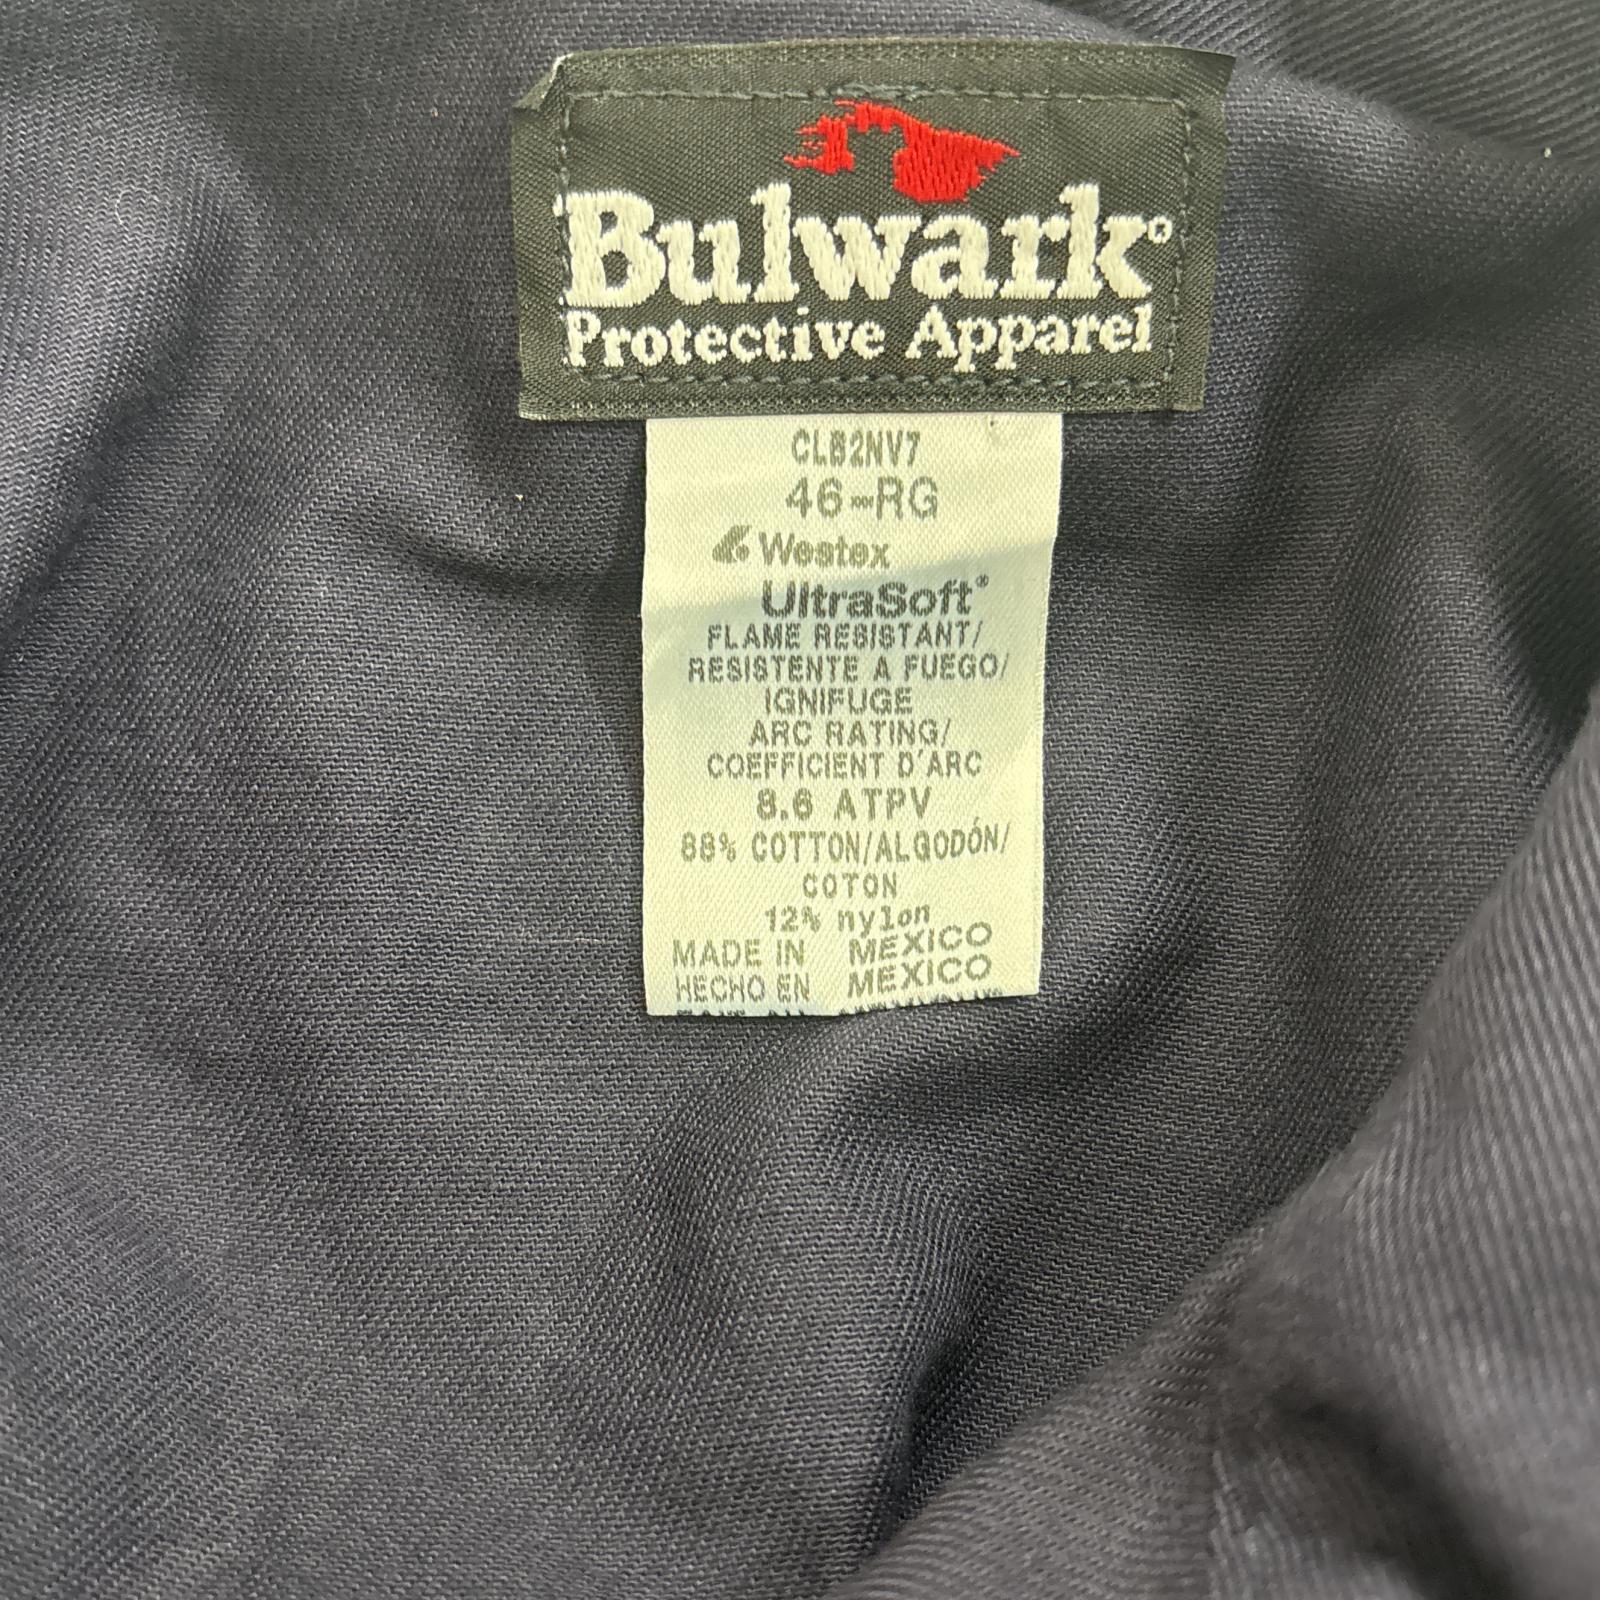 Bulwark®
Protective Apparel
CLB2NV7
46-RG
Westex
UltraSoft®
FLAME RESISTANT/
RESISTENTE A FUEGO/
IGNIFUGE
ARC RATING/
COEFFICIENT D'ARC
8.6 ATPV
88% COTTON/ALGODÓN/
COTON
12% nylon
MADE IN MEXICO
HECHO EN MEXICO